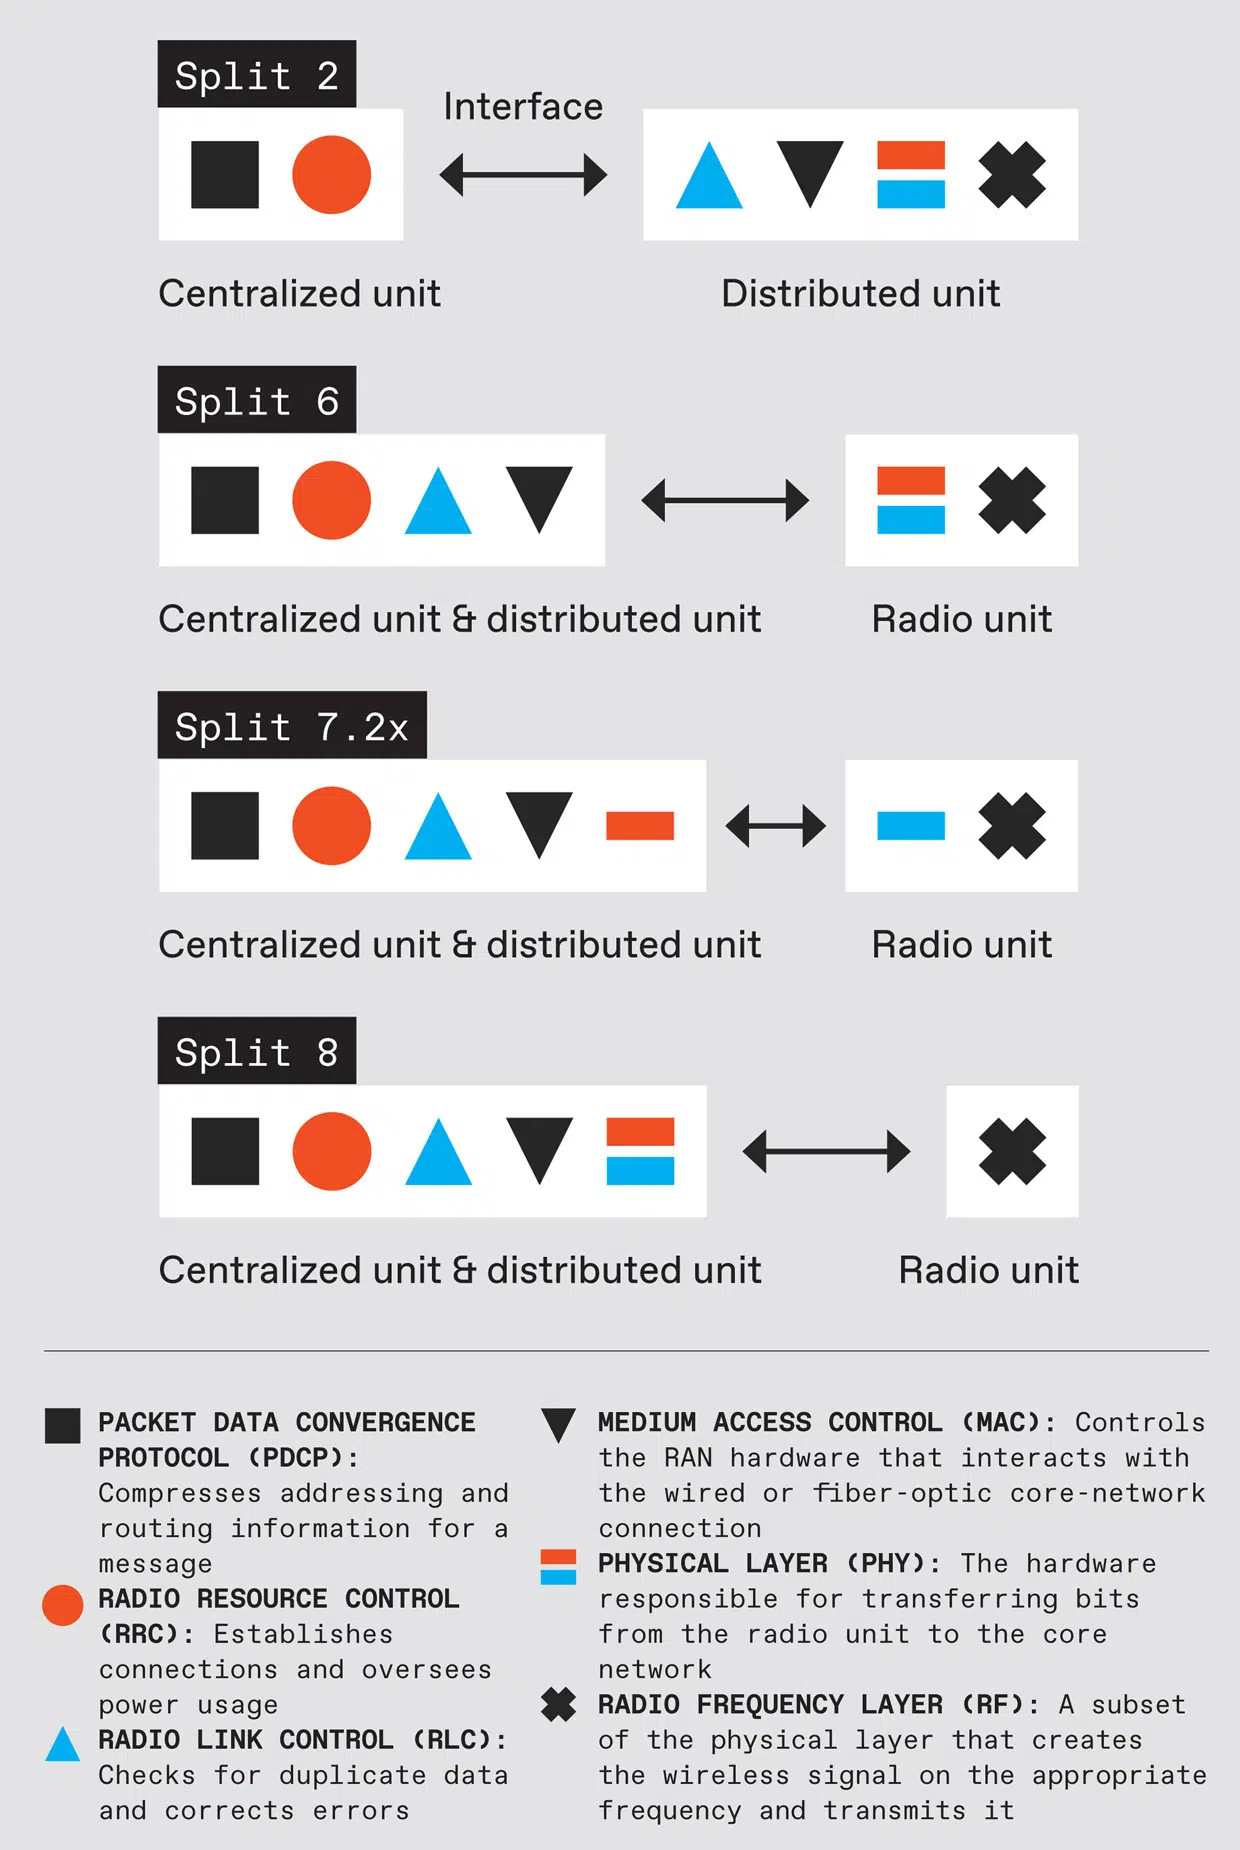 Split 2
Interface
Centralized unit
Distributed unit
Split 6
Centralized unit & distributed unit
Radio unit
Split 7.2x
Centralized unit & distributed unit
Radio unit
Split 8
Centralized unit & distributed unit
Radio unit
PACKET DATA CONVERGENCE
PROTOCOL (PDCP):
Compresses addressing and
routing information for a
message
RADIO RESOURCE CONTROL
(RRC): Establishes
connections and oversees
power usage
RADIO LINK CONTROL (RLC):
Checks for duplicate data
and corrects errors
MEDIUM ACCESS CONTROL (MAC): Controls
the RAN hardware that interacts with
the wired or fiber-optic core-network
connection
PHYSICAL LAYER (PHY): The hardware
responsible for transferring bits
from the radio unit to the core
network
RADIO FREQUENCY LAYER (RF): A subset
of the physical layer that creates
the wireless signal on the appropriate
frequency and transmits it